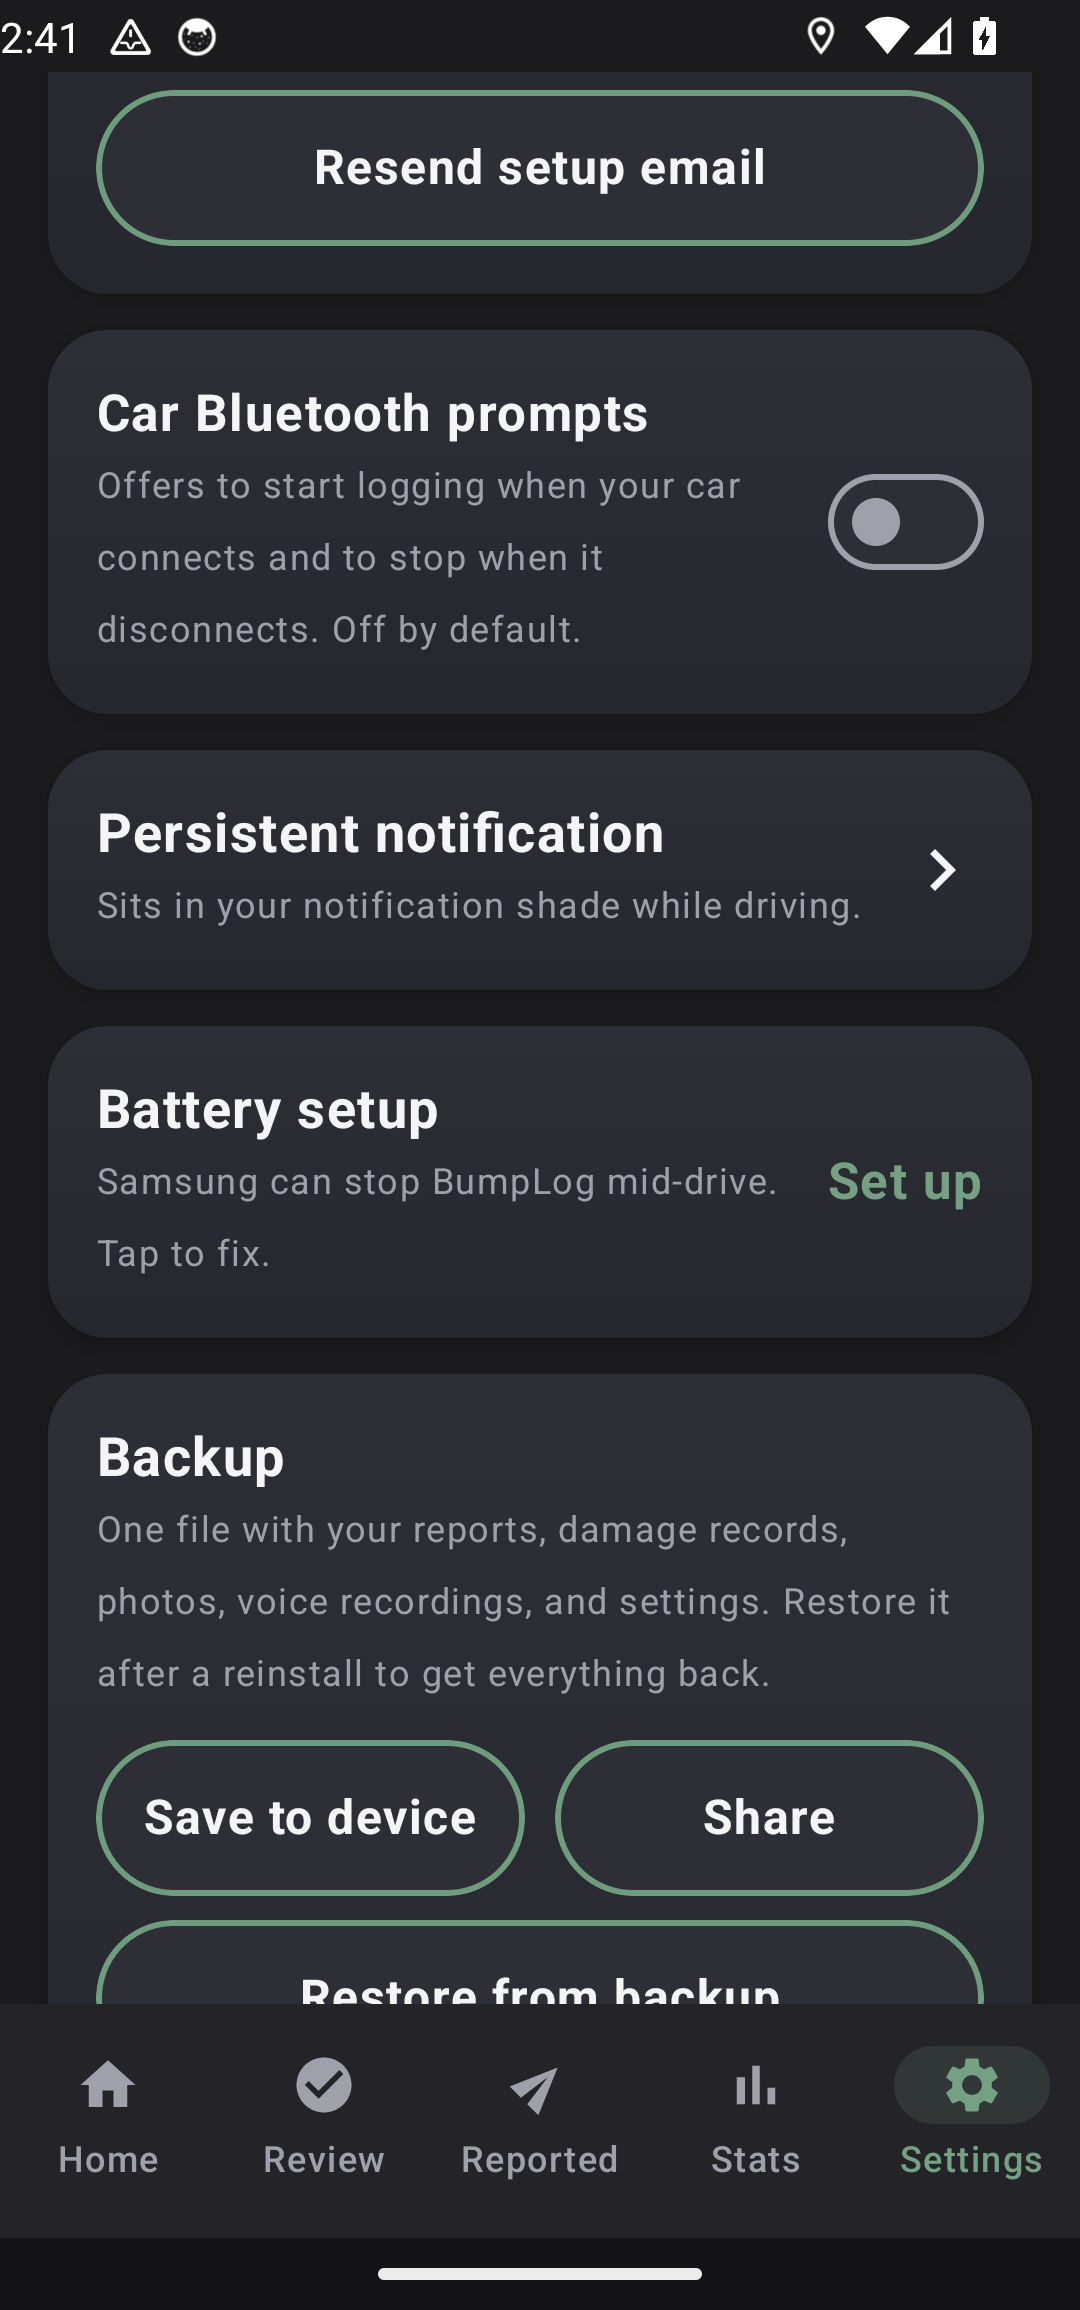 2:41
Resend setup email
Car Bluetooth prompts
Offers to start logging when your car
connects and to stop when it
disconnects. Off by default.
Persistent notification
Sits in your notification shade while driving.
Battery setup
Samsung can stop BumpLog mid-drive.
Tap to fix.
Set up
Backup
One file with your reports, damage records,
photos, voice recordings, and settings. Restore it
after a reinstall to get everything back.
Save to device
Share
Restore from backup
Home
Review
Reported
Stats
Settings